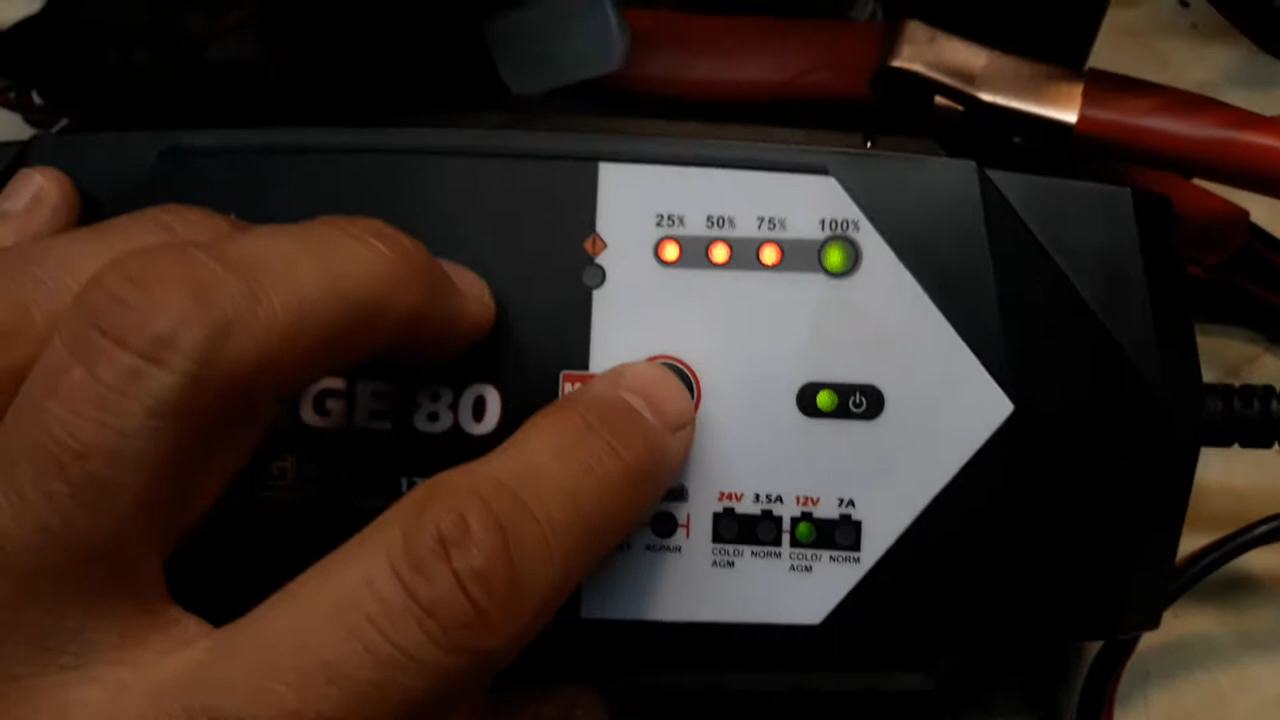 25% 50% 75% 100%
GE 80
24V 3.5A 12V 7A
REPAIR
COLD/ NORM COLD/ NORM
AGM AGM